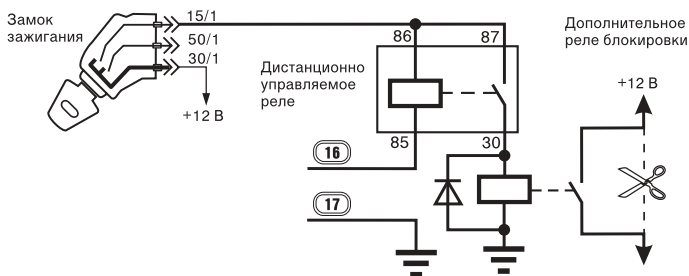 Замок
зажигания
15/1
50/1
30/1
+12 В
86
87
Дистанционно
управляемое
реле
85
30
16
17
Дополнительное
реле блокировки
+12 В